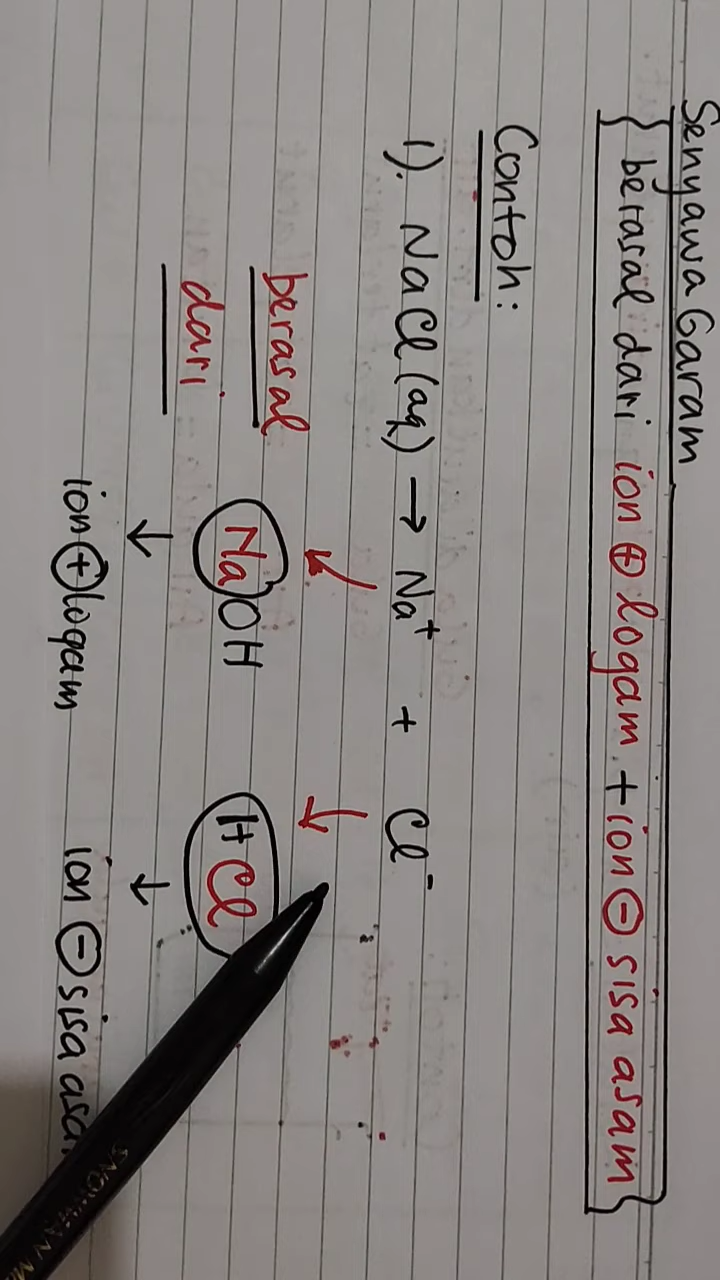 Senyawa Garam
berasal dari ion ⊕ logam + ion ⊖ sisa asam
Contoh:
1). NaCl (aq) → Na⁺ + Cl⁻
berasal
dari
NaOH HCl
↓ ↓
ion ⊕ logam ion ⊖ sisa